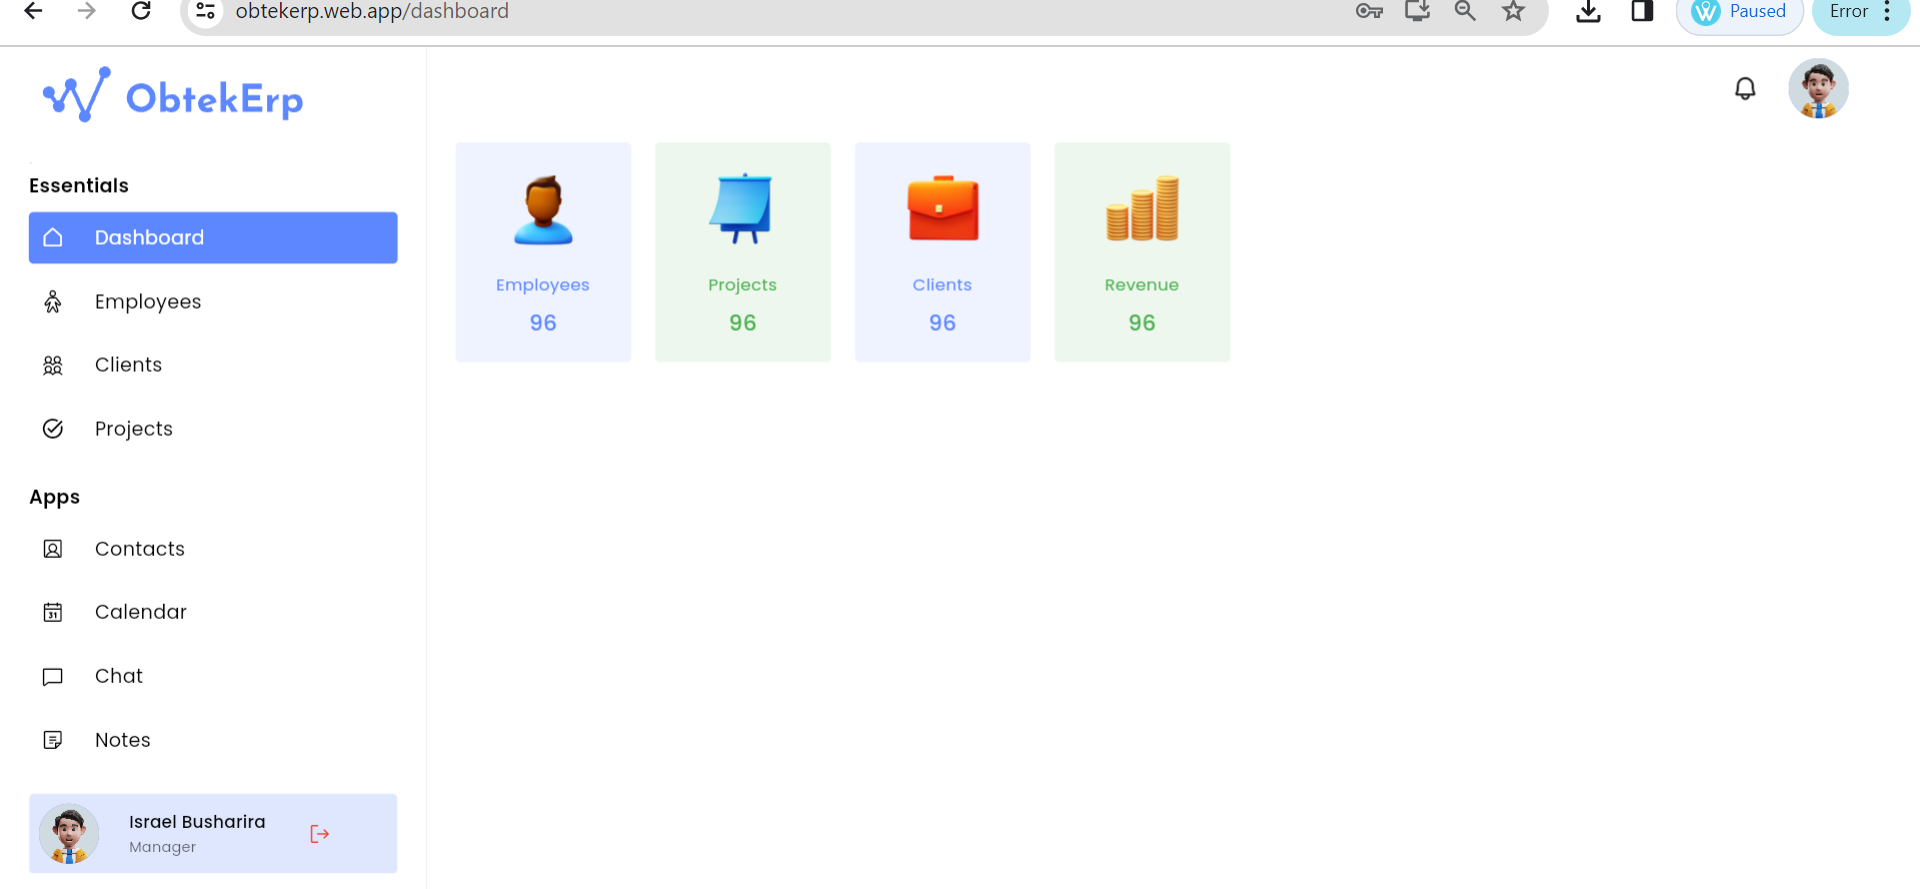 obtekerp.web.app/dashboard
Paused
Error
ObtekErp
Essentials
Dashboard
Employees
Clients
Projects
Apps
Contacts
31
Calendar
Chat
Notes
Israel Busharira
Manager
Employees
96
Projects
96
Clients
96
Revenue
96